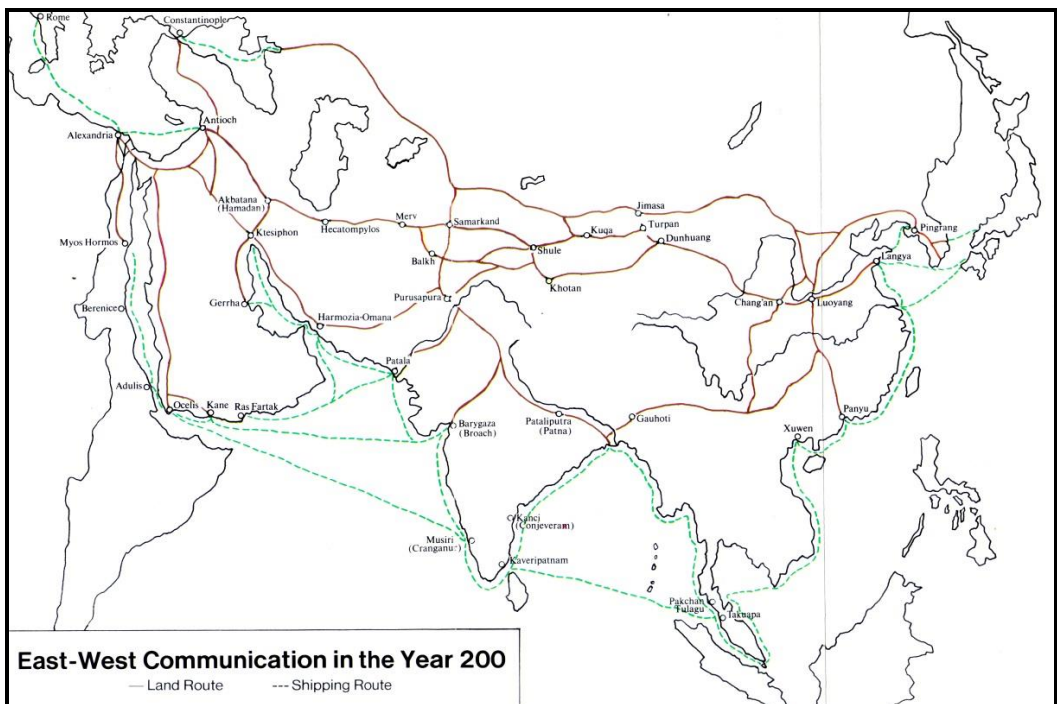 Rome
Constantinople
Antioch
Alexandria
Akbatana
(Hamadan)
Hecatompylos
Merv
Samarkand
Jimasa
Turpan
Kuqa
Dunhuang
Shule
Pingrang
Langya
Ktesiphon
Myos Hormos
Balkh
Khotan
Purusapura
Chang'an
Luoyang
Gerrha
Berenice
Harmozia-Omana
Patala
Adulis
Ocelis
Kane
Ras Fartak
Barygaza
(Broach)
Pataliputra
(Patna)
Gauhoti
Panyu
Xuwen
Kanci
(Conjeveram)
Musiri
(Cranganur)
Kaveripatnam
Pakchan
Tulagu
Takuapa
East-West Communication in the Year 200
Land Route
Shipping Route